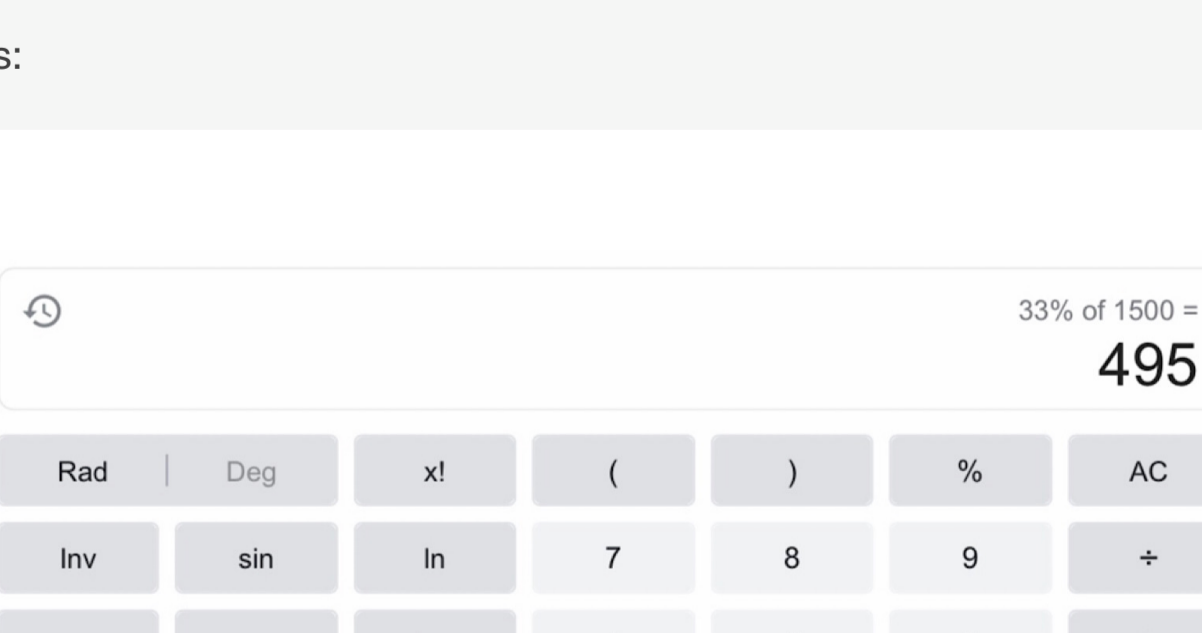 s:
33% of 1500 =
495
Rad | Deg x! ( ) % AC
Inv sin ln 7 8 9 ÷